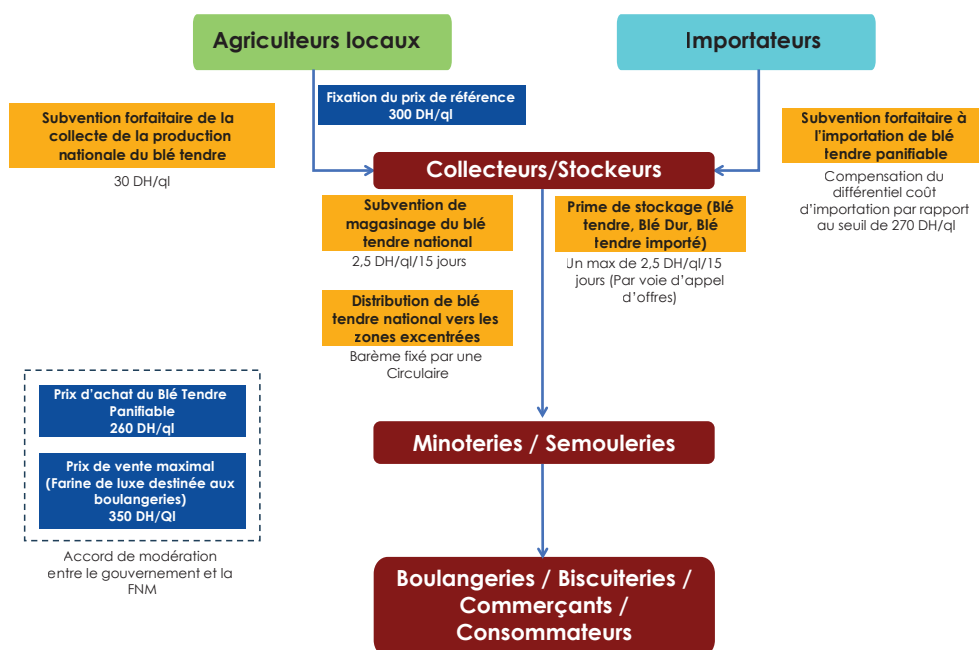 Agriculteurs locaux
Importateurs
Fixation du prix de référence
300 DH/ql
Subvention forfaitaire de la
collecte de la production
nationale du blé tendre
30 DH/ql
Subvention forfaitaire à
l'importation de blé
tendre panifiable
Compensation du
différentiel coût
d'importation par rapport
au seuil de 270 DH/ql
Collecteurs/Stockeurs
Subvention de
magasinage du blé
tendre national
2,5 DH/ql/15 jours
Prime de stockage (Blé
tendre, Blé Dur, Blé
tendre importé)
Un max de 2,5 DH/ql/15
jours (Par voie d'appel
d'offres)
Distribution de blé
tendre national vers les
zones excentrées
Barème fixé par une
Circulaire
Prix d'achat du Blé Tendre
Panifiable
260 DH/ql
Prix de vente maximal
(Farine de luxe destinée aux
boulangeries)
350 DH/Ql
Accord de modération
entre le gouvernement et la
FNM
Minoteries / Semouleries
Boulangeries / Biscuiteries /
Commerçants /
Consommateurs